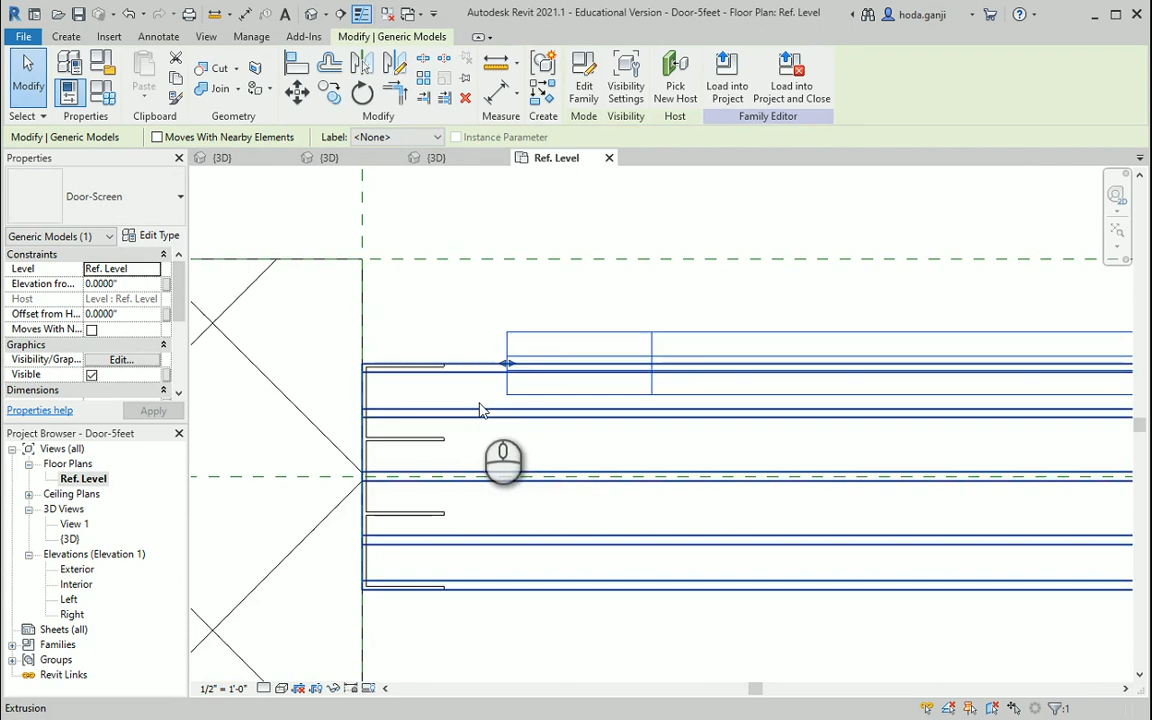 Autodesk Revit 2021.1 - Educational Version - Door-5feet - Floor Plan: Ref. Level
hoda.ganji
File Create Insert Annotate View Manage Add-Ins Modify | Generic Models
Modify Paste Cut Join Edit Family Visibility Settings Pick New Host Load into Project Load into Project and Close
Select Properties Clipboard Geometry Modify Measure Create Mode Visibility Host Family Editor
Modify | Generic Models Moves With Nearby Elements Label: <None> Instance Parameter
Properties
{3D} {3D} {3D} Ref. Level
Door-Screen
Generic Models (1) Edit Type
Constraints
Level Ref. Level
Elevation fro... 0.0000"
Host Level : Ref. Level
Offset from H... 0.0000"
Moves With N...
Graphics
Visibility/Grap... Edit...
Visible
Dimensions
Properties help Apply
Project Browser - Door-5feet
Views (all)
Floor Plans
Ref. Level
Ceiling Plans
3D Views
View 1
{3D}
Elevations (Elevation 1)
Exterior
Interior
Left
Right
Sheets (all)
Families
Groups
Revit Links
1/2" = 1'-0"
Extrusion
:1
2D